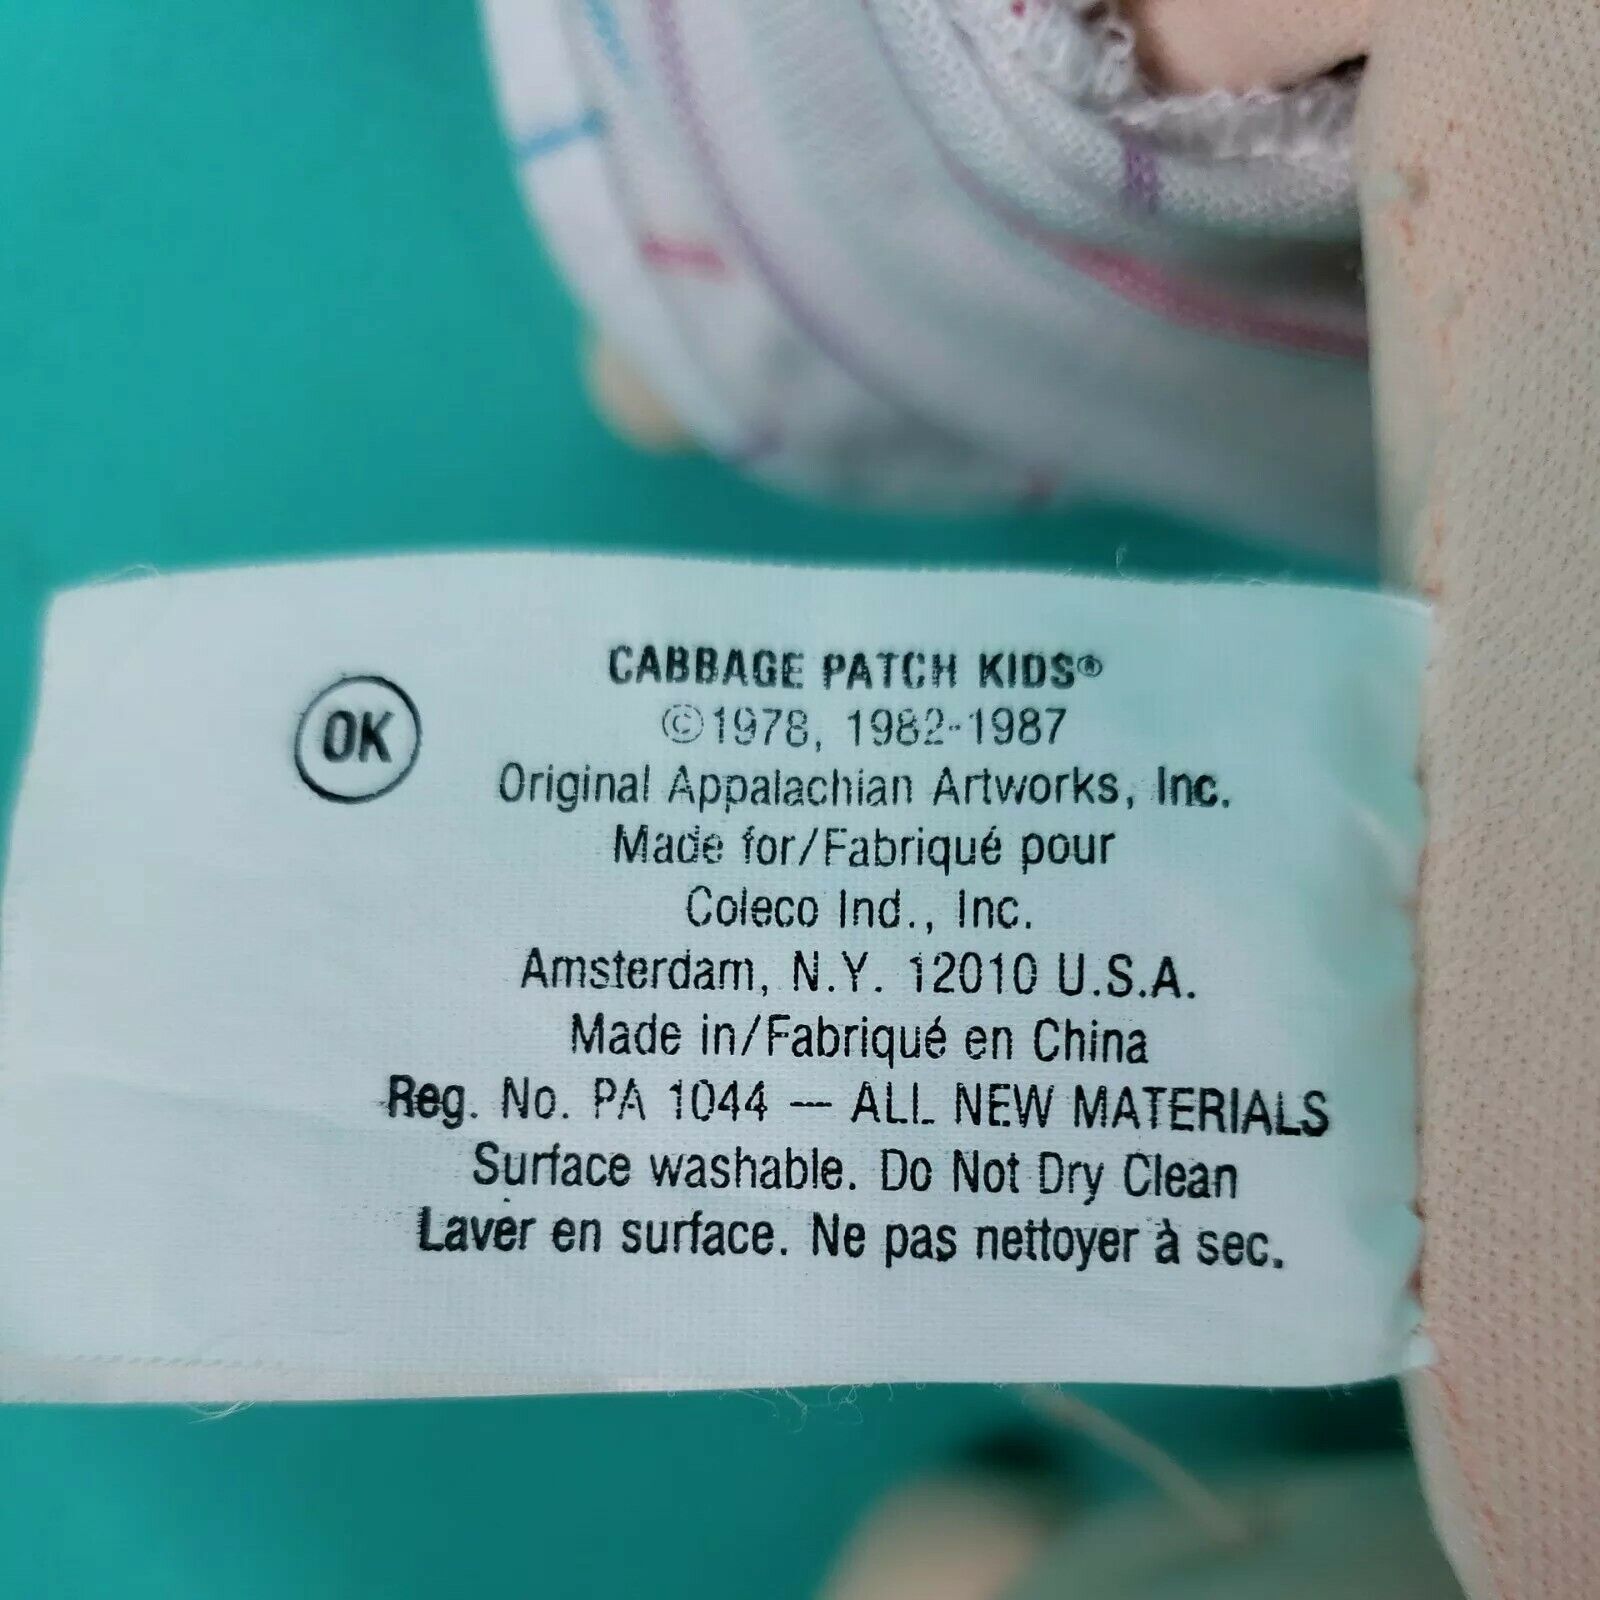 OK
CABBAGE PATCH KIDS®
©1978, 1982-1987
Original Appalachian Artworks, Inc.
Made for/Fabriqué pour
Coleco Ind., Inc.
Amsterdam, N.Y. 12010 U.S.A.
Made in/Fabriqué en China
Reg. No. PA 1044 — ALL NEW MATERIALS
Surface washable. Do Not Dry Clean
Laver en surface. Ne pas nettoyer à sec.